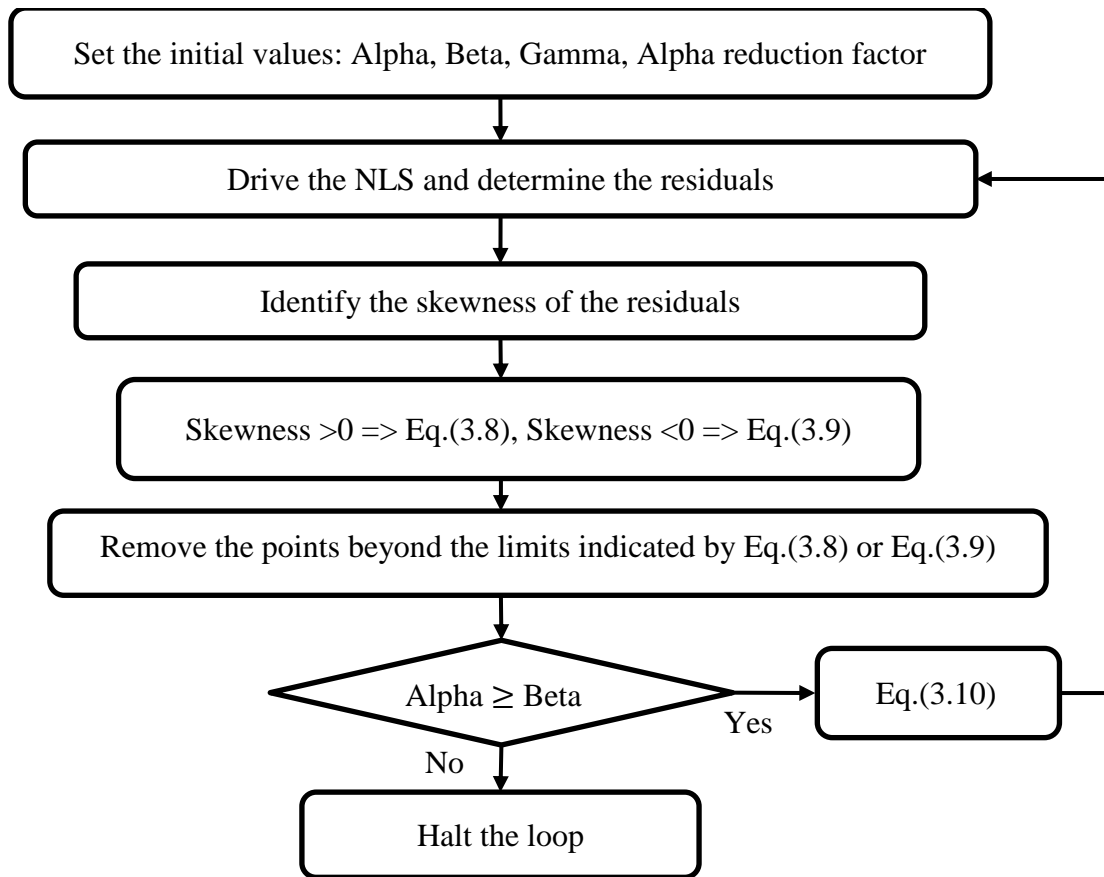 Set the initial values: Alpha, Beta, Gamma, Alpha reduction factor
Drive the NLS and determine the residuals
Identify the skewness of the residuals
Skewness >0 => Eq.(3.8), Skewness <0 => Eq.(3.9)
Remove the points beyond the limits indicated by Eq.(3.8) or Eq.(3.9)
Alpha ≥ Beta
Yes
Eq.(3.10)
No
Halt the loop